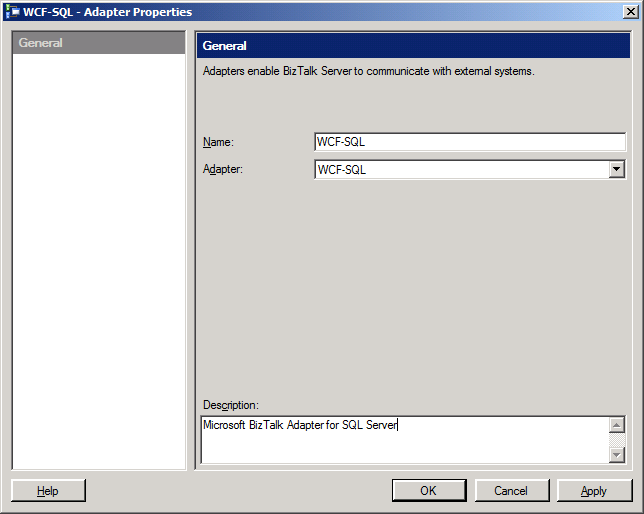 WCF-SQL - Adapter Properties
General
General
Adapters enable BizTalk Server to communicate with external systems.
Name: WCF-SQL
Adapter: WCF-SQL
Description:
Microsoft BizTalk Adapter for SQL Server
Help OK Cancel Apply